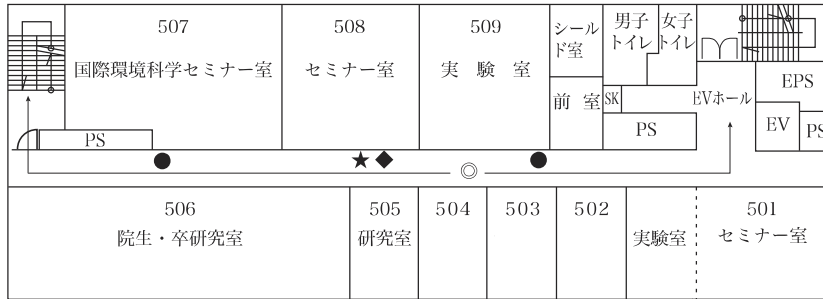 507
国際環境科学セミナー室
508
セミナー室
509
実 験 室
シール
ド室
男子
トイレ
女子
トイレ
前 室
SK
PS
EVホール
EPS
EV
PS
PS
506
院生・卒研究室
505
研究室
504
503
502
実験室
501
セミナー室